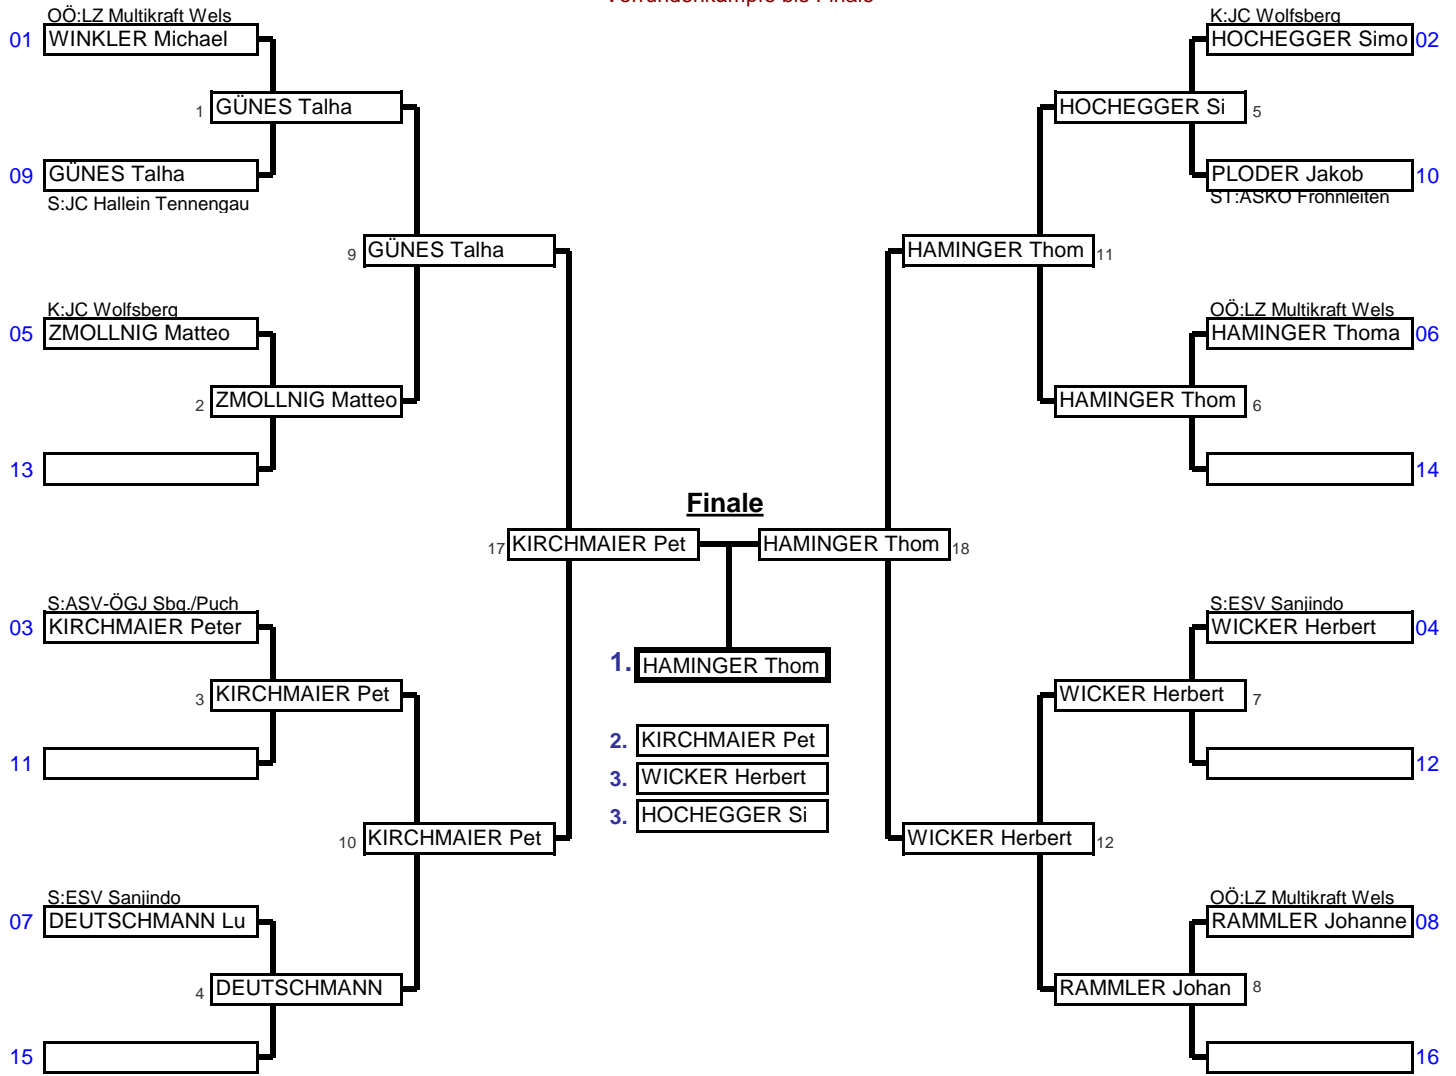 Vorrundenkämpfe bis Finale
OÖ:LZ Multikraft Wels
01 WINKLER Michael
1 GÜNES Talha
09 GÜNES Talha
S:JC Hallein Tennengau
9 GÜNES Talha
K:JC Wolfsberg
05 ZMOLLNIG Matteo
2 ZMOLLNIG Matteo
13
17 KIRCHMAIER Pet
S:ASV-ÖGJ Sbg./Puch
03 KIRCHMAIER Peter
3 KIRCHMAIER Pet
11
10 KIRCHMAIER Pet
S:ESV Sanjindo
07 DEUTSCHMANN Lu
4 DEUTSCHMANN
15
Finale
1. HAMINGER Thom
2. KIRCHMAIER Pet
3. WICKER Herbert
3. HOCHEGGER Si
K:JC Wolfsberg
HOCHEGGER Simo 02
HOCHEGGER Si 5
PLODER Jakob 10
ST:ASKÖ Frohnleiten
HAMINGER Thom 11
OÖ:LZ Multikraft Wels
HAMINGER Thoma 06
HAMINGER Thom 6
14
HAMINGER Thom 18
S:ESV Sanjindo
WICKER Herbert 04
WICKER Herbert 7
12
WICKER Herbert 12
OÖ:LZ Multikraft Wels
RAMMLER Johanne 08
RAMMLER Johan 8
16